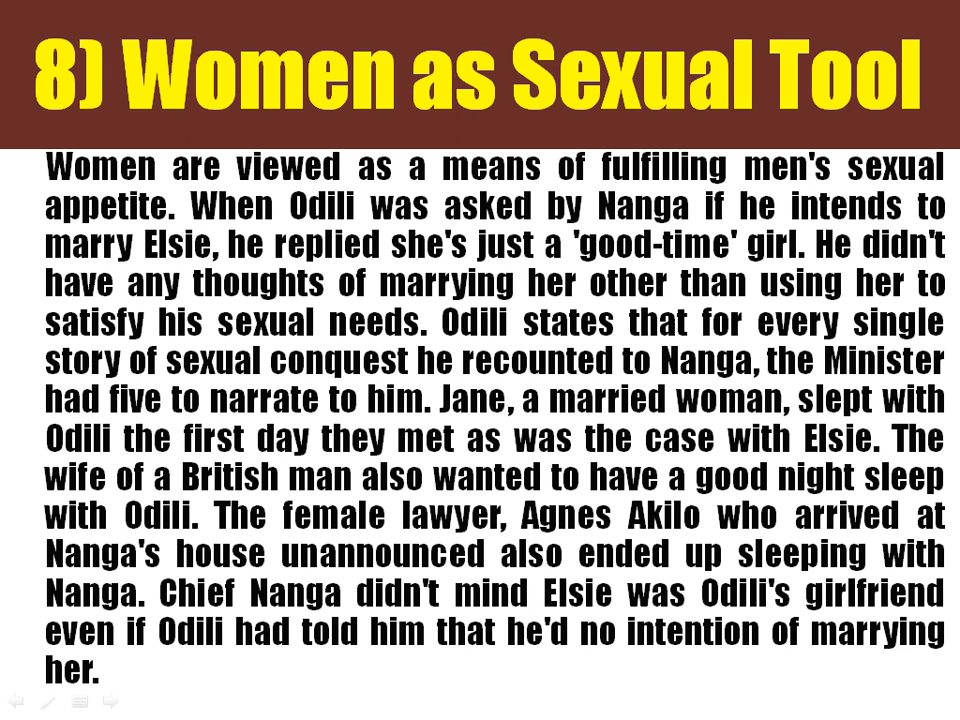 8) Women as Sexual Tool
Women are viewed as a means of fulfilling men's sexual
appetite. When Odili was asked by Nanga if he intends to
marry Elsie, he replied she's just a 'good-time' girl. He didn't
have any thoughts of marrying her other than using her to
satisfy his sexual needs. Odili states that for every single
story of sexual conquest he recounted to Nanga, the Minister
had five to narrate to him. Jane, a married woman, slept with
Odili the first day they met as was the case with Elsie. The
wife of a British man also wanted to have a good night sleep
with Odili. The female lawyer, Agnes Akilo who arrived at
Nanga's house unannounced also ended up sleeping with
Nanga. Chief Nanga didn't mind Elsie was Odili's girlfriend
even if Odili had told him that he'd no intention of marrying
her.